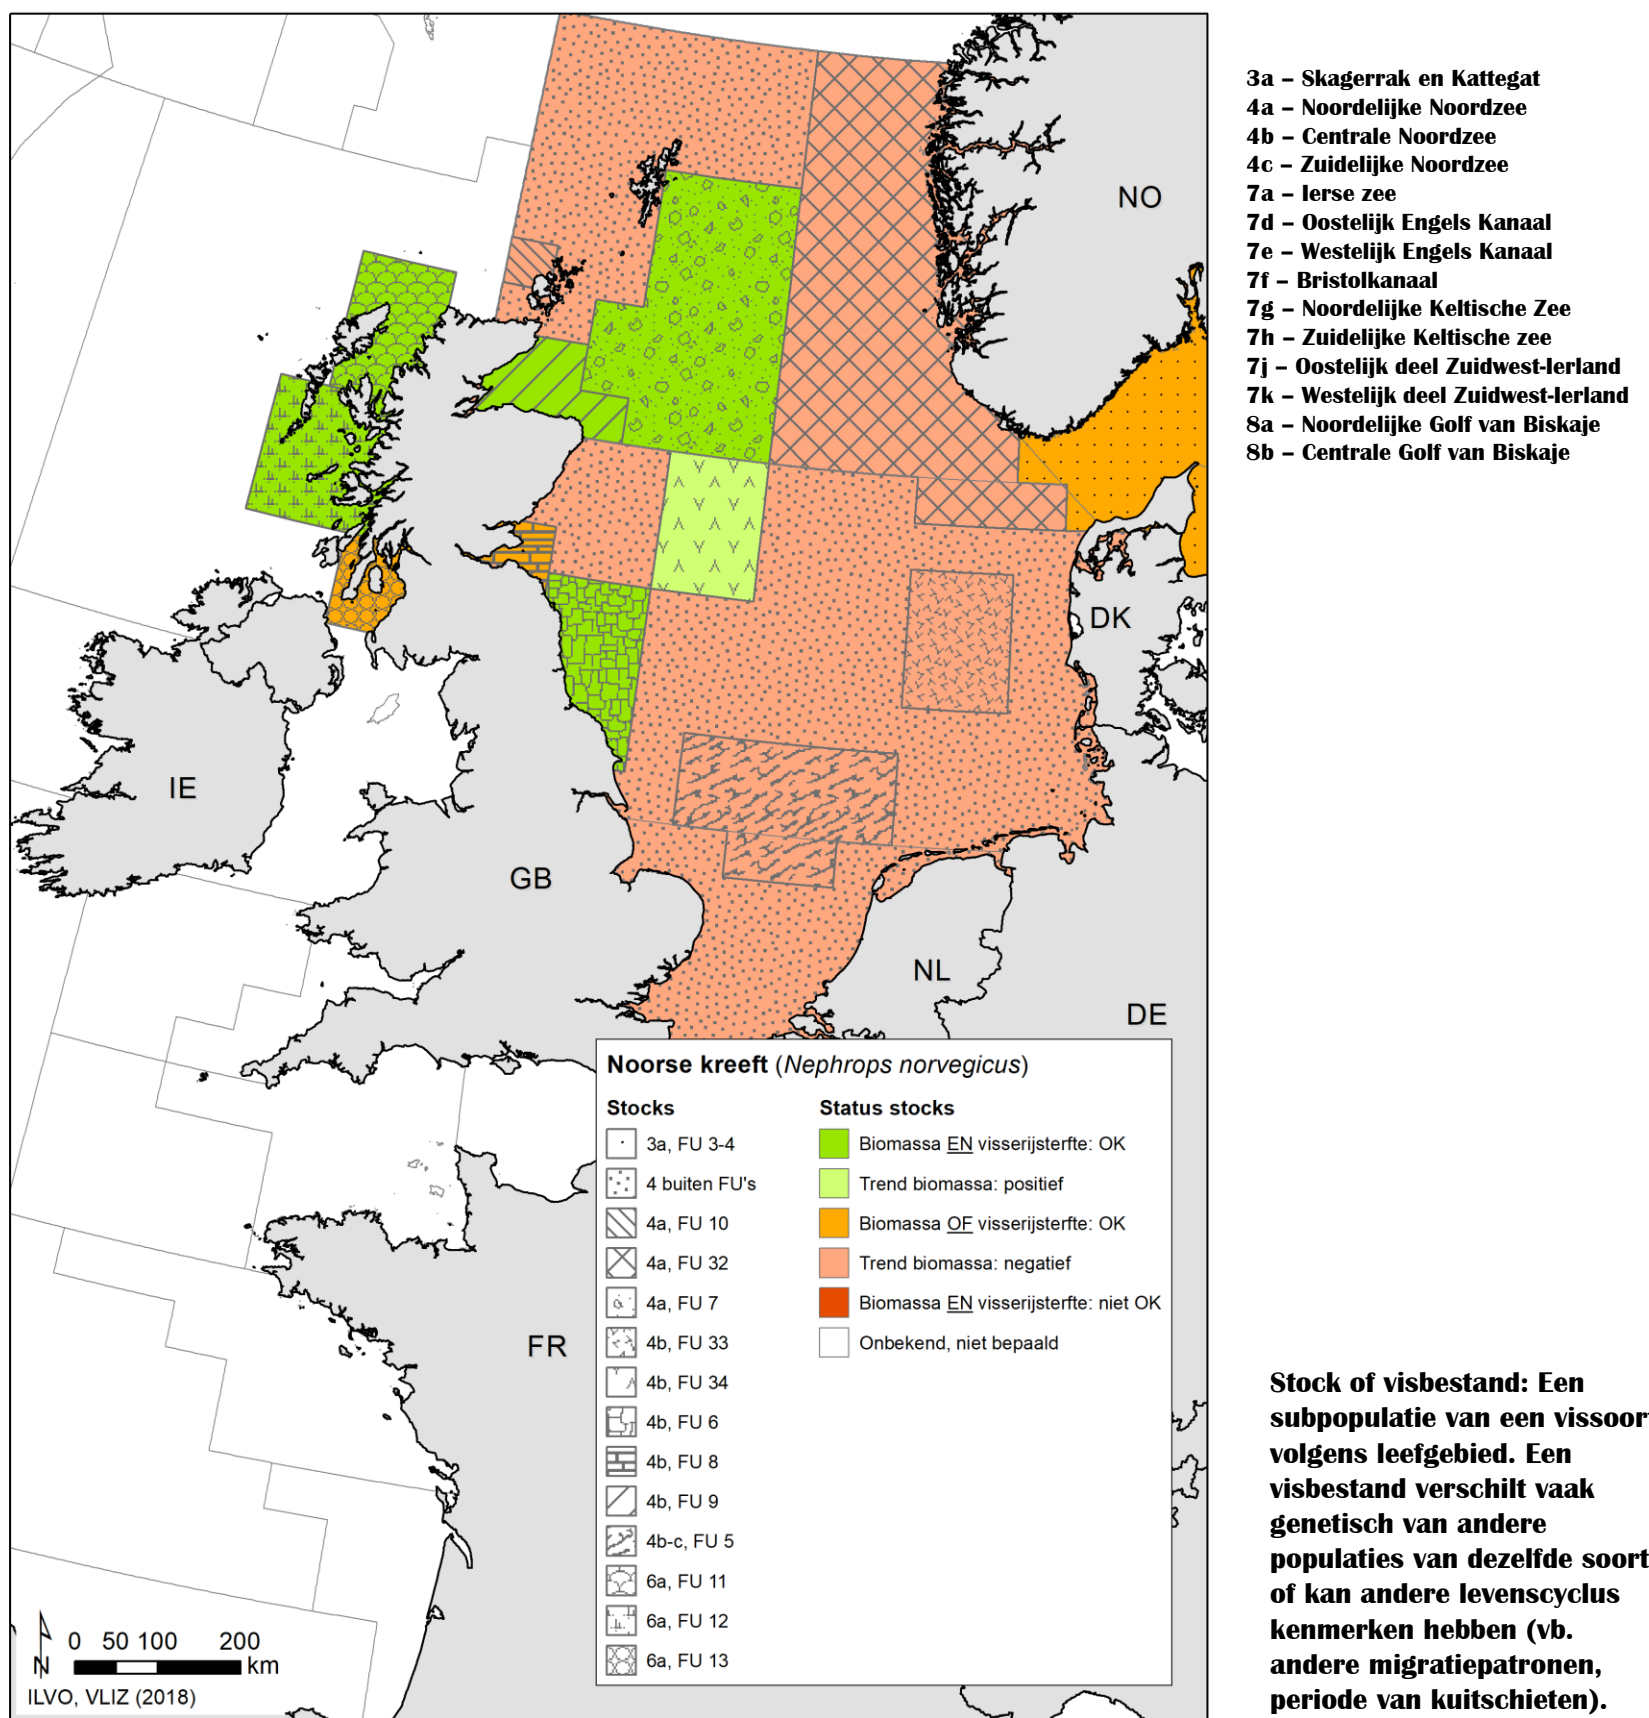 3a – Skagerrak en Kattegat
4a – Noordelijke Noordzee
4b – Centrale Noordzee
4c – Zuidelijke Noordzee
7a – Ierse zee
7d – Oostelijk Engels Kanaal
7e – Westelijk Engels Kanaal
7f – Bristolkanaal
7g – Noordelijke Keltische Zee
7h – Zuidelijke Keltische zee
7j – Oostelijk deel Zuidwest-Ierland
7k – Westelijk deel Zuidwest-Ierland
8a – Noordelijke Golf van Biskaje
8b – Centrale Golf van Biskaje
NO
DK
IE
GB
NL
DE
FR
Noorse kreeft (Nephrops norvegicus)
Stocks
3a, FU 3-4
4 buiten FU's
4a, FU 10
4a, FU 32
4a, FU 7
4b, FU 33
4b, FU 34
4b, FU 6
4b, FU 8
4b, FU 9
4b-c, FU 5
6a, FU 11
6a, FU 12
6a, FU 13
Status stocks
Biomassa EN visserijsterfte: OK
Trend biomassa: positief
Biomassa OF visserijsterfte: OK
Trend biomassa: negatief
Biomassa EN visserijsterfte: niet OK
Onbekend, niet bepaald
N
0 50 100 200
km
ILVO, VLIZ (2018)
Stock of visbestand: Een
subpopulatie van een vissoor
volgens leefgebied. Een
visbestand verschilt vaak
genetisch van andere
populaties van dezelfde soort
of kan andere levenscyclus
kenmerken hebben (vb.
andere migratiepatronen,
periode van kuitschieten).